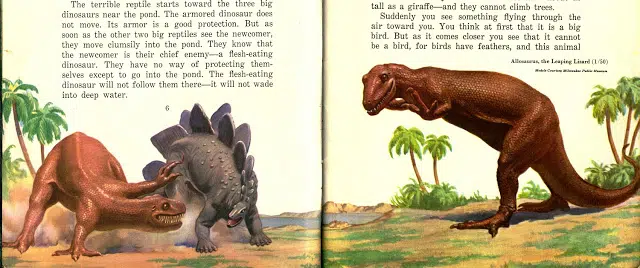 The terrible reptile starts toward the three big
dinosaurs near the pond. The armored dinosaur does
not move. Its armor is a good protection. But as
soon as the other two big reptiles see the newcomer,
they move clumsily into the pond. They know that
the newcomer is their chief enemy—a flesh-eating
dinosaur. They have no way of protecting them-
selves except to go into the pond. The flesh-eating
dinosaur will not follow them there—it will not wade
into deep water.
6
tall as a giraffe—and they cannot climb trees.
Suddenly you see something flying through the
air toward you. You think at first that it is a big
bird. But as it comes closer you see that it cannot
be a bird, for birds have feathers, and this animal
Allosaurus, the Leaping Lizard (1/50)
Models Courtesy Milwaukee Public Museum